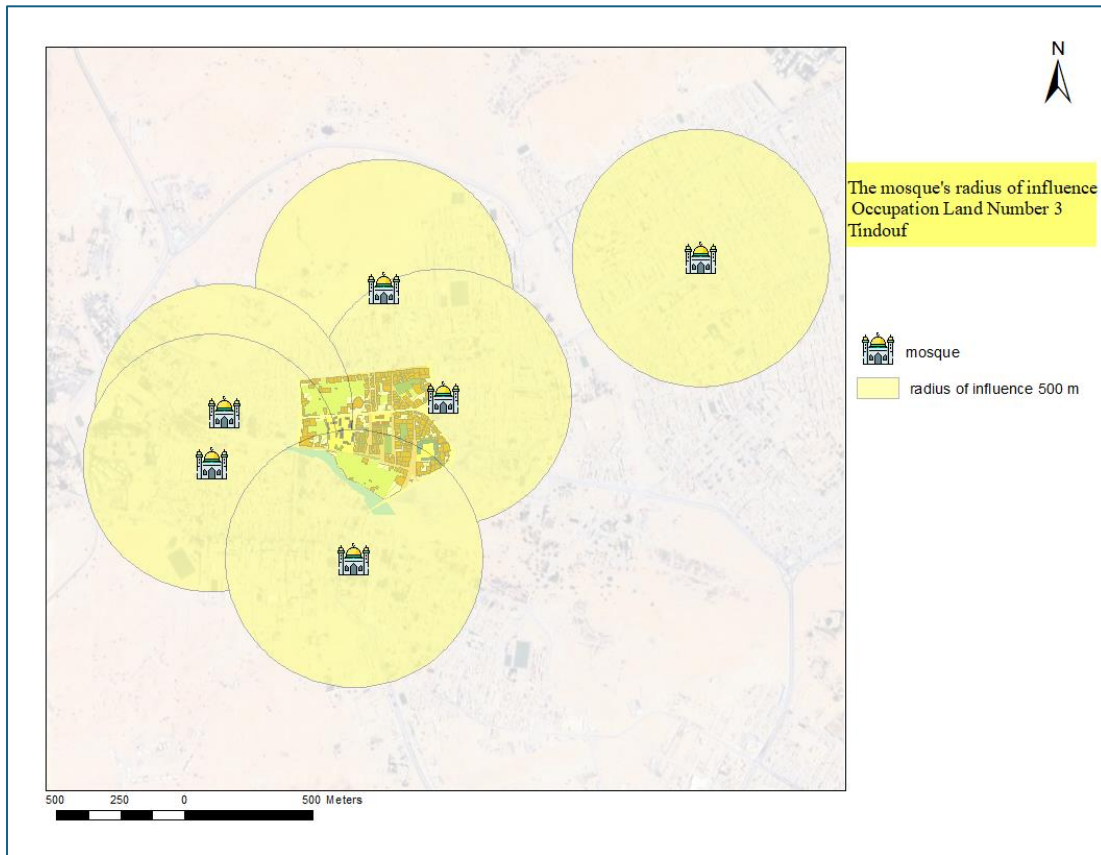 N
The mosque's radius of influence
Occupation Land Number 3
Tindouf
mosque
radius of influence 500 m
500 250 0 500 Meters